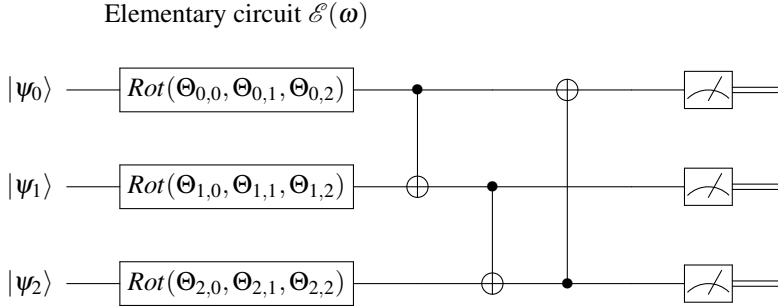 Elementary circuit ℰ(ω)
|ψ₀⟩ Rot(Θ₀,₀, Θ₀,₁, Θ₀,₂)
|ψ₁⟩ Rot(Θ₁,₀, Θ₁,₁, Θ₁,₂)
|ψ₂⟩ Rot(Θ₂,₀, Θ₂,₁, Θ₂,₂)